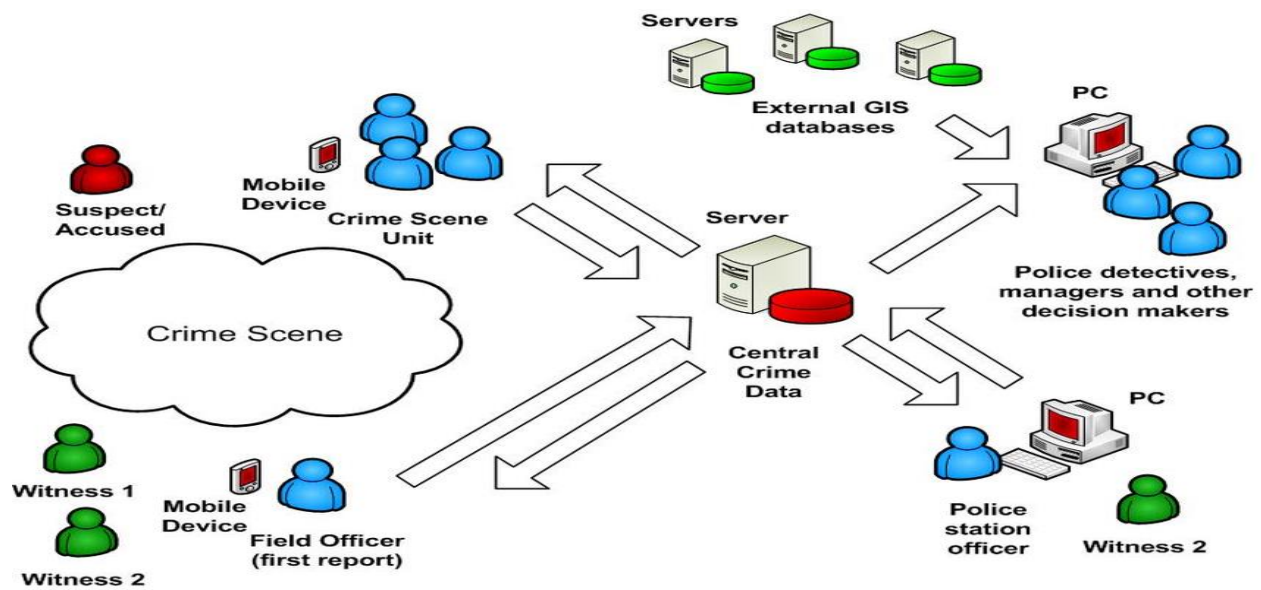 Servers
External GIS
databases
PC
Mobile
Device
Crime Scene
Unit
Suspect/
Accused
Server
Police detectives,
managers and other
decision makers
Crime Scene
Central
Crime
Data
PC
Witness 1
Mobile
Device
Field Officer
(first report)
Witness 2
Police
station
officer
Witness 2